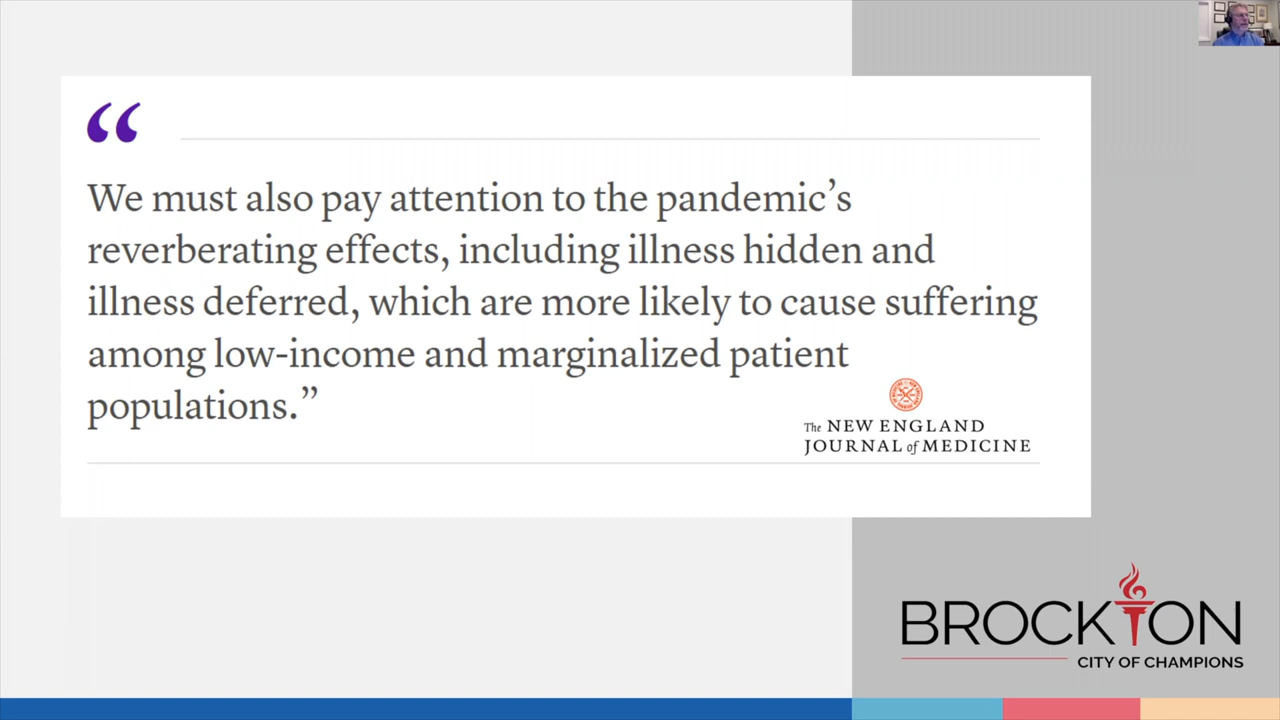 “
We must also pay attention to the pandemic’s
reverberating effects, including illness hidden and
illness deferred, which are more likely to cause suffering
among low-income and marginalized patient
populations.”
The NEW ENGLAND
JOURNAL of MEDICINE
BROCKTON
CITY OF CHAMPIONS